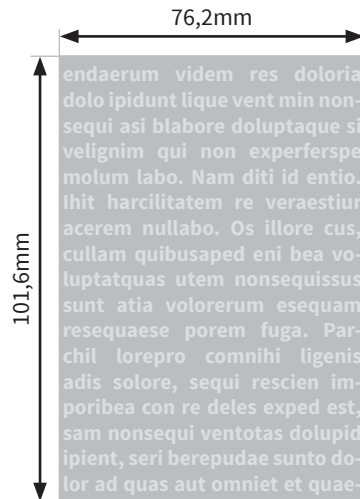 76,2mm
101,6mm
endaerum videm res doloria
dolo ipidunt lique vent min non-
sequi asi blabore doluptaque si
velignim qui non experferspe
molum labo. Nam diti id entio.
Ihit harcilitatem re veraestiur
acerem nullabo. Os illore cus,
cullam quibusaped eni bea vo-
luptatquas utem nonsequissus
sunt atia volorerum esequam
resequaese porem fuga. Par-
chil lorepro comnihi ligenis
adis solore, sequi rescien im-
poribea con re deles exped est,
sam nonsequi ventotas dolupid
ipient, seri berepudae sunto do-
lor ad quas aut omniet et quae-